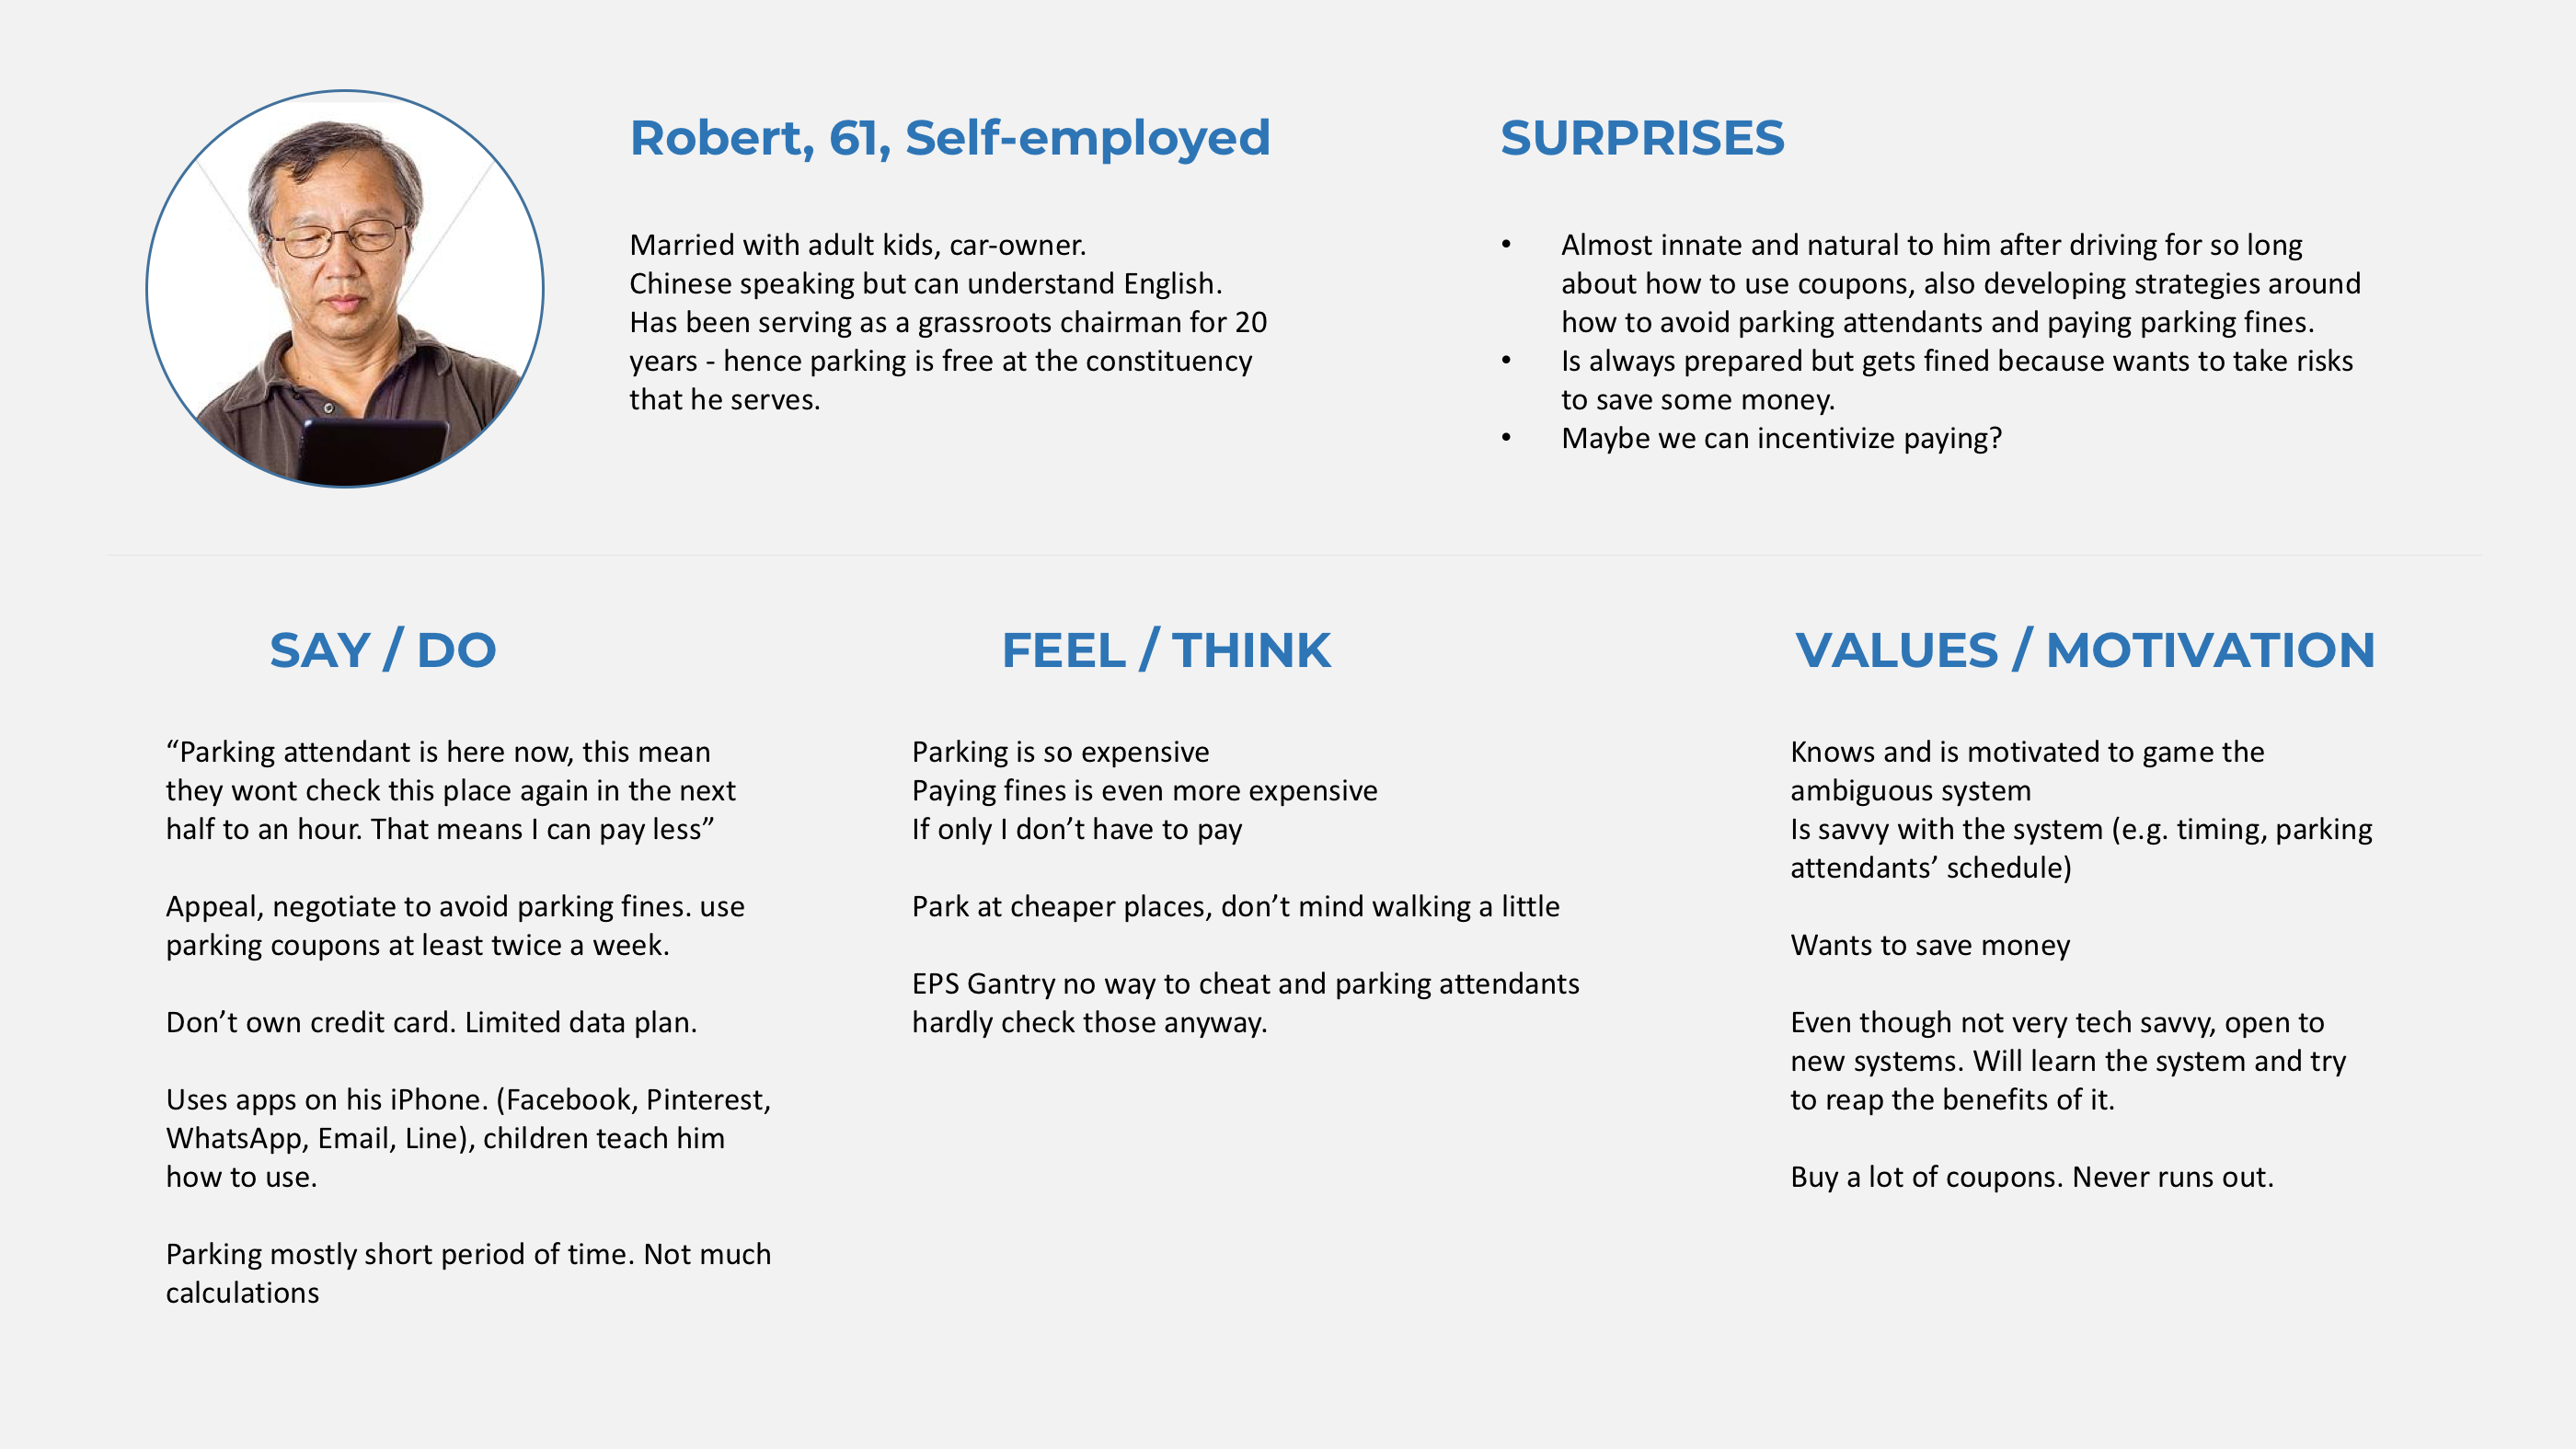 Robert, 61, Self-employed
Married with adult kids, car-owner.
Chinese speaking but can understand English.
Has been serving as a grassroots chairman for 20
years - hence parking is free at the constituency
that he serves.
SURPRISES
• Almost innate and natural to him after driving for so long
about how to use coupons, also developing strategies around
how to avoid parking attendants and paying parking fines.
• Is always prepared but gets fined because wants to take risks
to save some money.
• Maybe we can incentivize paying?
SAY / DO
“Parking attendant is here now, this mean
they wont check this place again in the next
half to an hour. That means I can pay less”
Appeal, negotiate to avoid parking fines. use
parking coupons at least twice a week.
Don’t own credit card. Limited data plan.
Uses apps on his iPhone. (Facebook, Pinterest,
WhatsApp, Email, Line), children teach him
how to use.
Parking mostly short period of time. Not much
calculations
FEEL / THINK
Parking is so expensive
Paying fines is even more expensive
If only I don’t have to pay
Park at cheaper places, don’t mind walking a little
EPS Gantry no way to cheat and parking attendants
hardly check those anyway.
VALUES / MOTIVATION
Knows and is motivated to game the
ambiguous system
Is savvy with the system (e.g. timing, parking
attendants’ schedule)
Wants to save money
Even though not very tech savvy, open to
new systems. Will learn the system and try
to reap the benefits of it.
Buy a lot of coupons. Never runs out.